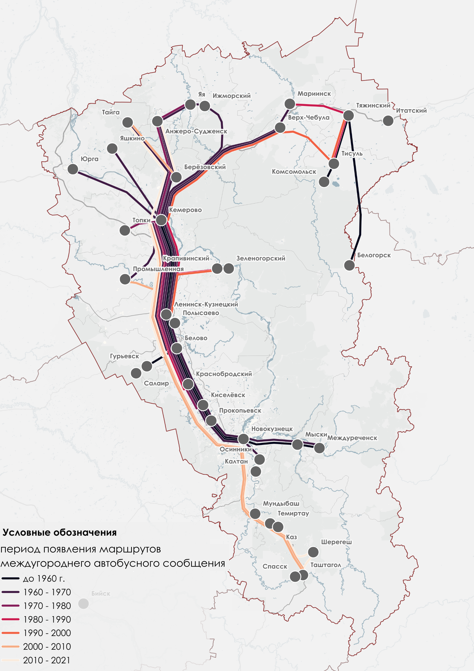 Яя
Ижморский
Мариинск
Тяжинский
Итатский
Тайга
Яшкино
Анжеро-Судженск
Верх-Чебула
Юрга
Берёзовский
Тисуль
Комсомольск
Кемерово
Топки
Крапивинский
Зеленогорский
Белогорск
Промышленная
Ленинск-Кузнецкий
Полысаево
Белово
Гурьевск
Салаир
Краснобродский
Киселёвск
Прокопьевск
Новокузнецк
Мыски
Междуреченск
Осинники
Калтан
Мундыбаш
Темиртау
Каз
Шерегеш
Спасск
Таштагол
Бийск
Условные обозначения
период появления маршрутов
междугороднего автобусного сообщения
до 1960 г.
1960 - 1970
1970 - 1980
1980 - 1990
1990 - 2000
2000 - 2010
2010 - 2021